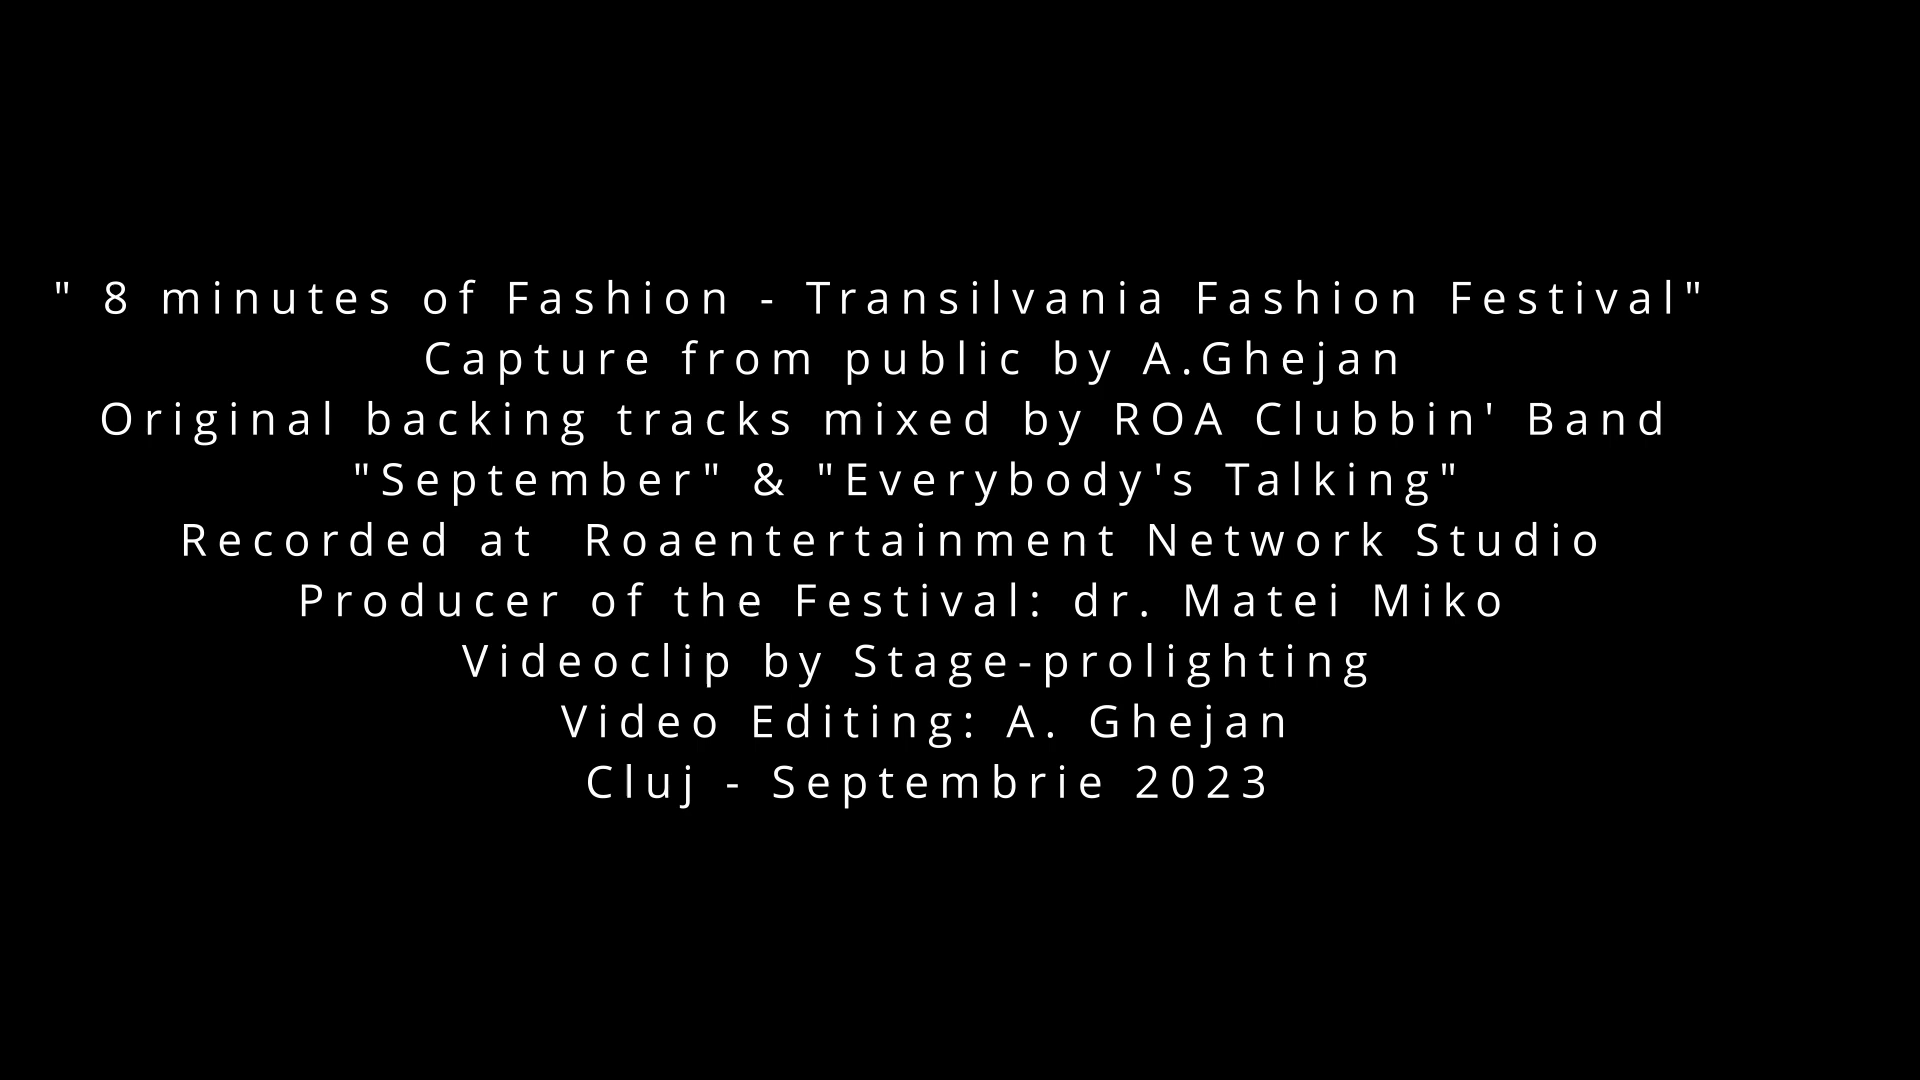 " 8 minutes of Fashion - Transilvania Fashion Festival"
Capture from public by A.Ghejan
Original backing tracks mixed by ROA Clubbin' Band
"September" & "Everybody's Talking"
Recorded at  Roaentertainment Network Studio
Producer of the Festival: dr. Matei Miko
Videoclip by Stage-prolighting
Video Editing: A. Ghejan
Cluj - Septembrie 2023